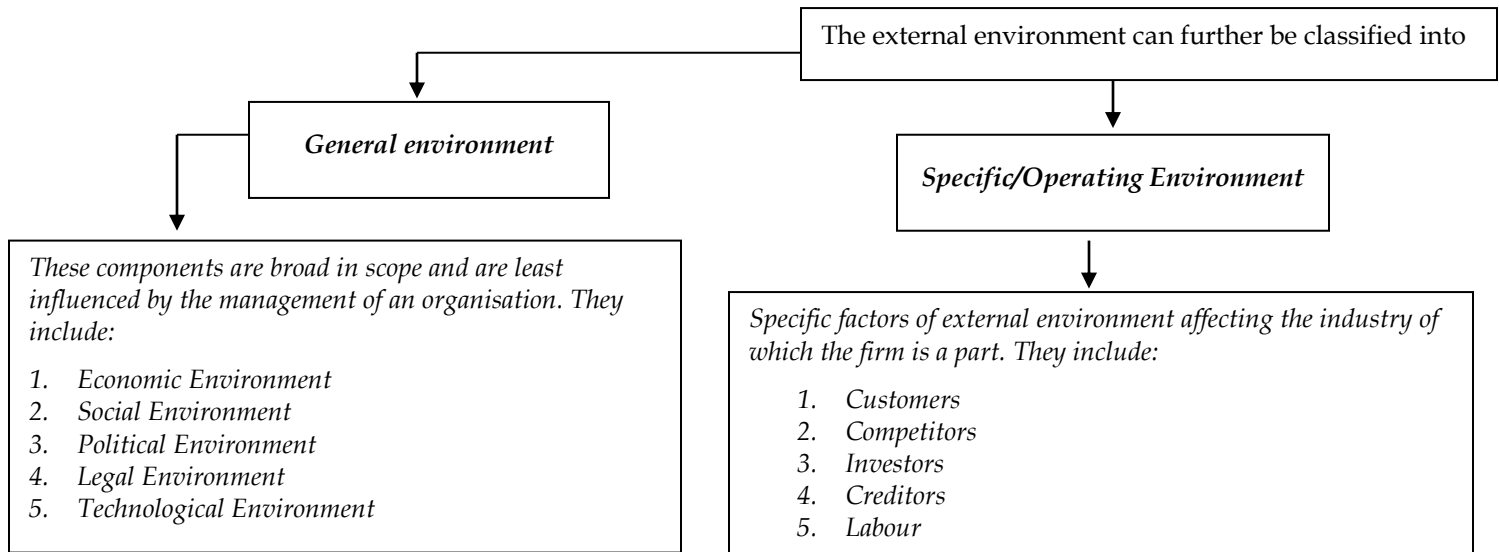 The external environment can further be classified into
General environment
Specific/Operating Environment
These components are broad in scope and are least
influenced by the management of an organisation. They
include:
1. Economic Environment
2. Social Environment
3. Political Environment
4. Legal Environment
5. Technological Environment
Specific factors of external environment affecting the industry of
which the firm is a part. They include:
1. Customers
2. Competitors
3. Investors
4. Creditors
5. Labour